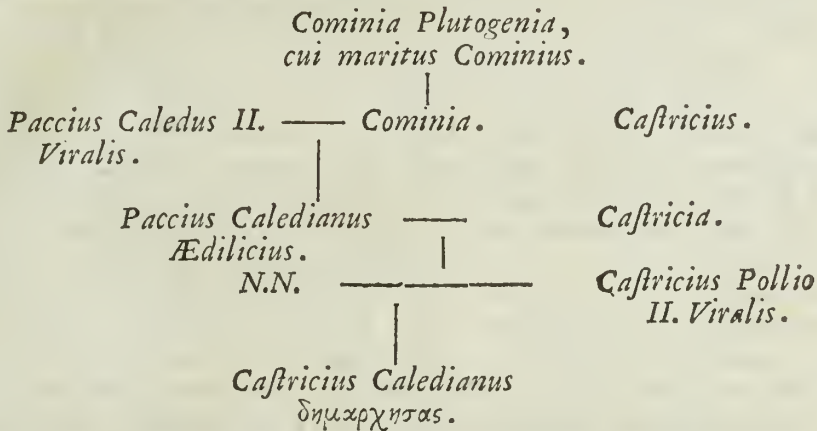 Cominia Plutogenia,
cui maritus Cominius.
Paccius Caledus II. Cominia. Caſtricius.
Viralis.
Paccius Caledianus Caſtricia.
Ædilicius.
N.N. Caſtricius Pollio
II. Viralis.
Caſtricius Caledianus
δημαρχησας.